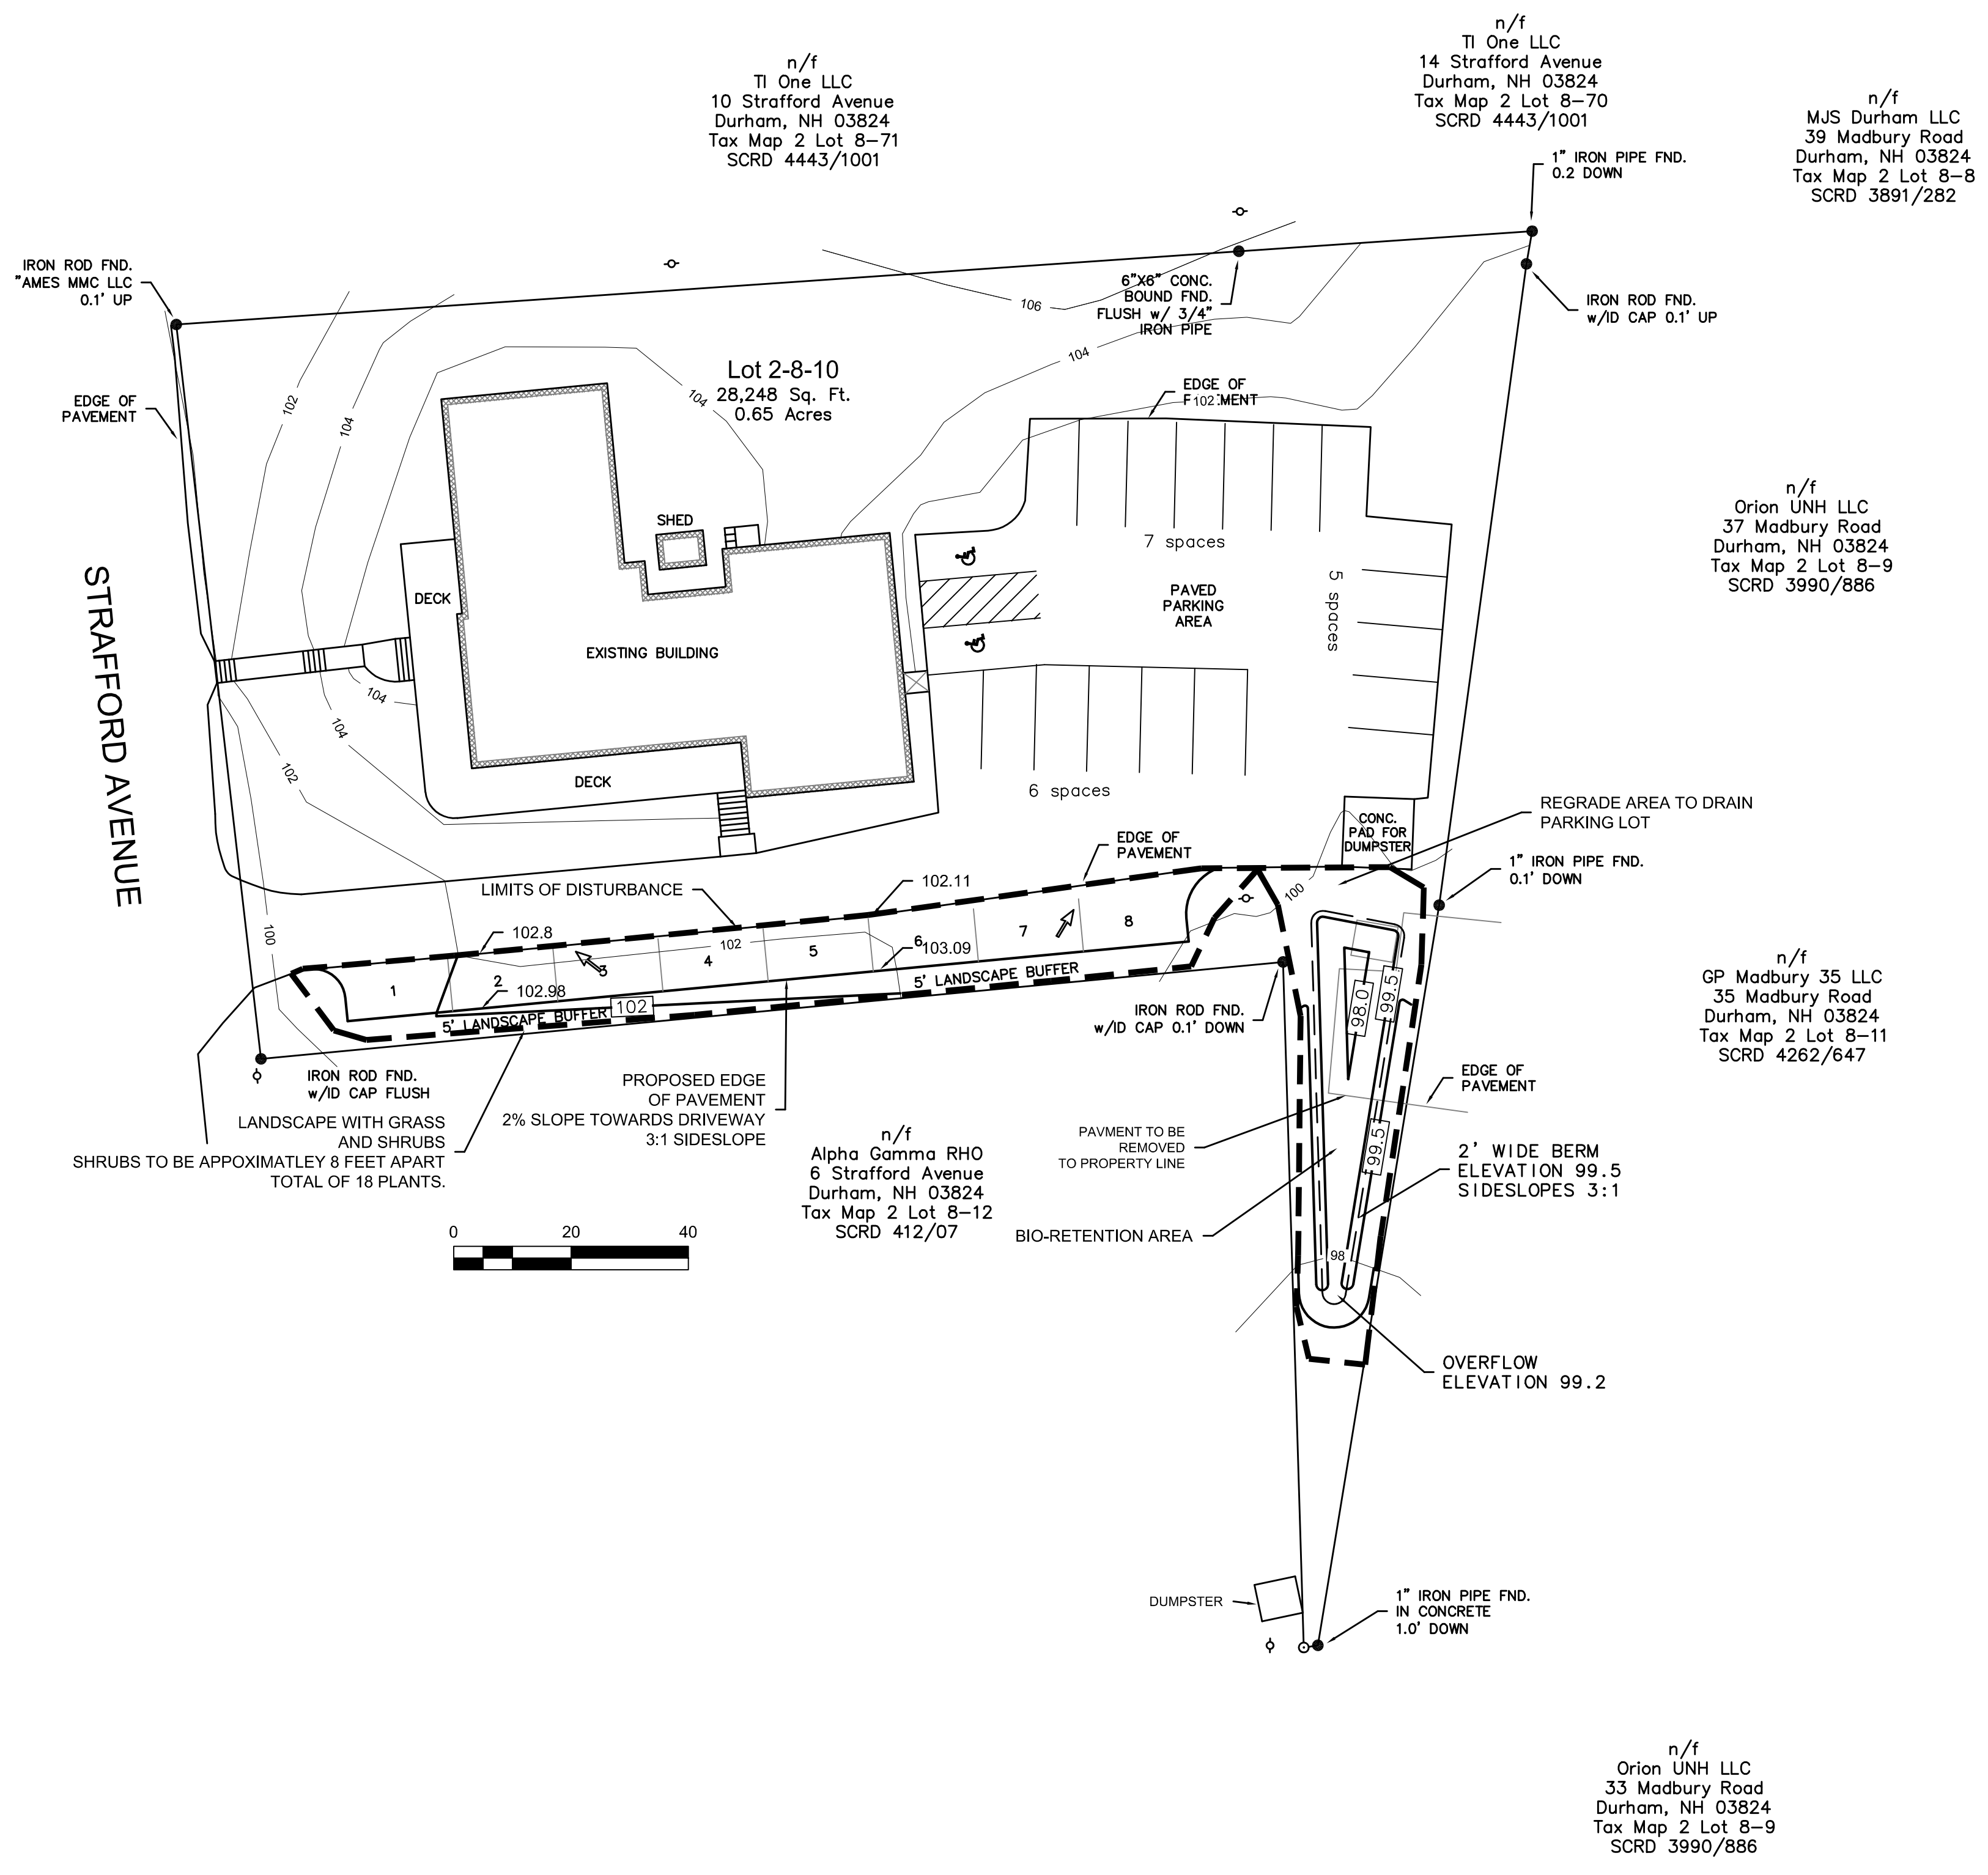 n/f
TI One LLC
14 Strafford Avenue
Durham, NH 03824
Tax Map 2 Lot 8-70
SCRD 4443/1001
n/f
TI One LLC
10 Strafford Avenue
Durham, NH 03824
Tax Map 2 Lot 8-71
SCRD 4443/1001
n/f
MJS Durham LLC
39 Madbury Road
Durham, NH 03824
Tax Map 2 Lot 8-8
SCRD 3891/282
1" IRON PIPE FND.
0.2 DOWN
IRON ROD FND.
"AMES MMC LLC
0.1' UP
6"X6" CONC.
BOUND FND.
FLUSH w/ 3/4"
IRON PIPE
106
IRON ROD FND.
w/ID CAP 0.1' UP
104
Lot 2-8-10
28,248 Sq. Ft.
0.65 Acres
104
EDGE OF
PAVEMENT
102
104
EDGE OF
102
n/f
Orion UNH LLC
37 Madbury Road
Durham, NH 03824
Tax Map 2 Lot 8-9
SCRD 3990/886
SHED
7 spaces
5 spaces
DECK
PAVED
PARKING
AREA
EXISTING BUILDING
STRAFFORD AVENUE
104
104
102
DECK
6 spaces
REGRADE AREA TO DRAIN
PARKING LOT
CONC.
PAD FOR
DUMPSTER
EDGE OF
PAVEMENT
1" IRON PIPE FND.
0.1' DOWN
LIMITS OF DISTURBANCE
102.11
100
100
102.8
102
1
2
3
4
5
6
7
8
103.09
102.98
5' LANDSCAPE BUFFER
5' LANDSCAPE BUFFER
102
98.0
99.5
IRON ROD FND.
w/ID CAP 0.1' DOWN
n/f
GP Madbury 35 LLC
35 Madbury Road
Durham, NH 03824
Tax Map 2 Lot 8-11
SCRD 4262/647
IRON ROD FND.
w/ID CAP FLUSH
EDGE OF
PAVEMENT
PROPOSED EDGE
OF PAVEMENT
2% SLOPE TOWARDS DRIVEWAY
3:1 SIDESLOPE
LANDSCAPE WITH GRASS
AND SHRUBS
SHRUBS TO BE APPOXIMATLEY 8 FEET APART
TOTAL OF 18 PLANTS.
n/f
Alpha Gamma RHO
6 Strafford Avenue
Durham, NH 03824
Tax Map 2 Lot 8-12
SCRD 412/07
PAVMENT TO BE
REMOVED
TO PROPERTY LINE
99.5
2' WIDE BERM
ELEVATION 99.5
SIDESLOPES 3:1
0 20 40
BIO-RETENTION AREA
98
OVERFLOW
ELEVATION 99.2
DUMPSTER
1" IRON PIPE FND.
IN CONCRETE
1.0' DOWN
n/f
Orion UNH LLC
33 Madbury Road
Durham, NH 03824
Tax Map 2 Lot 8-9
SCRD 3990/886